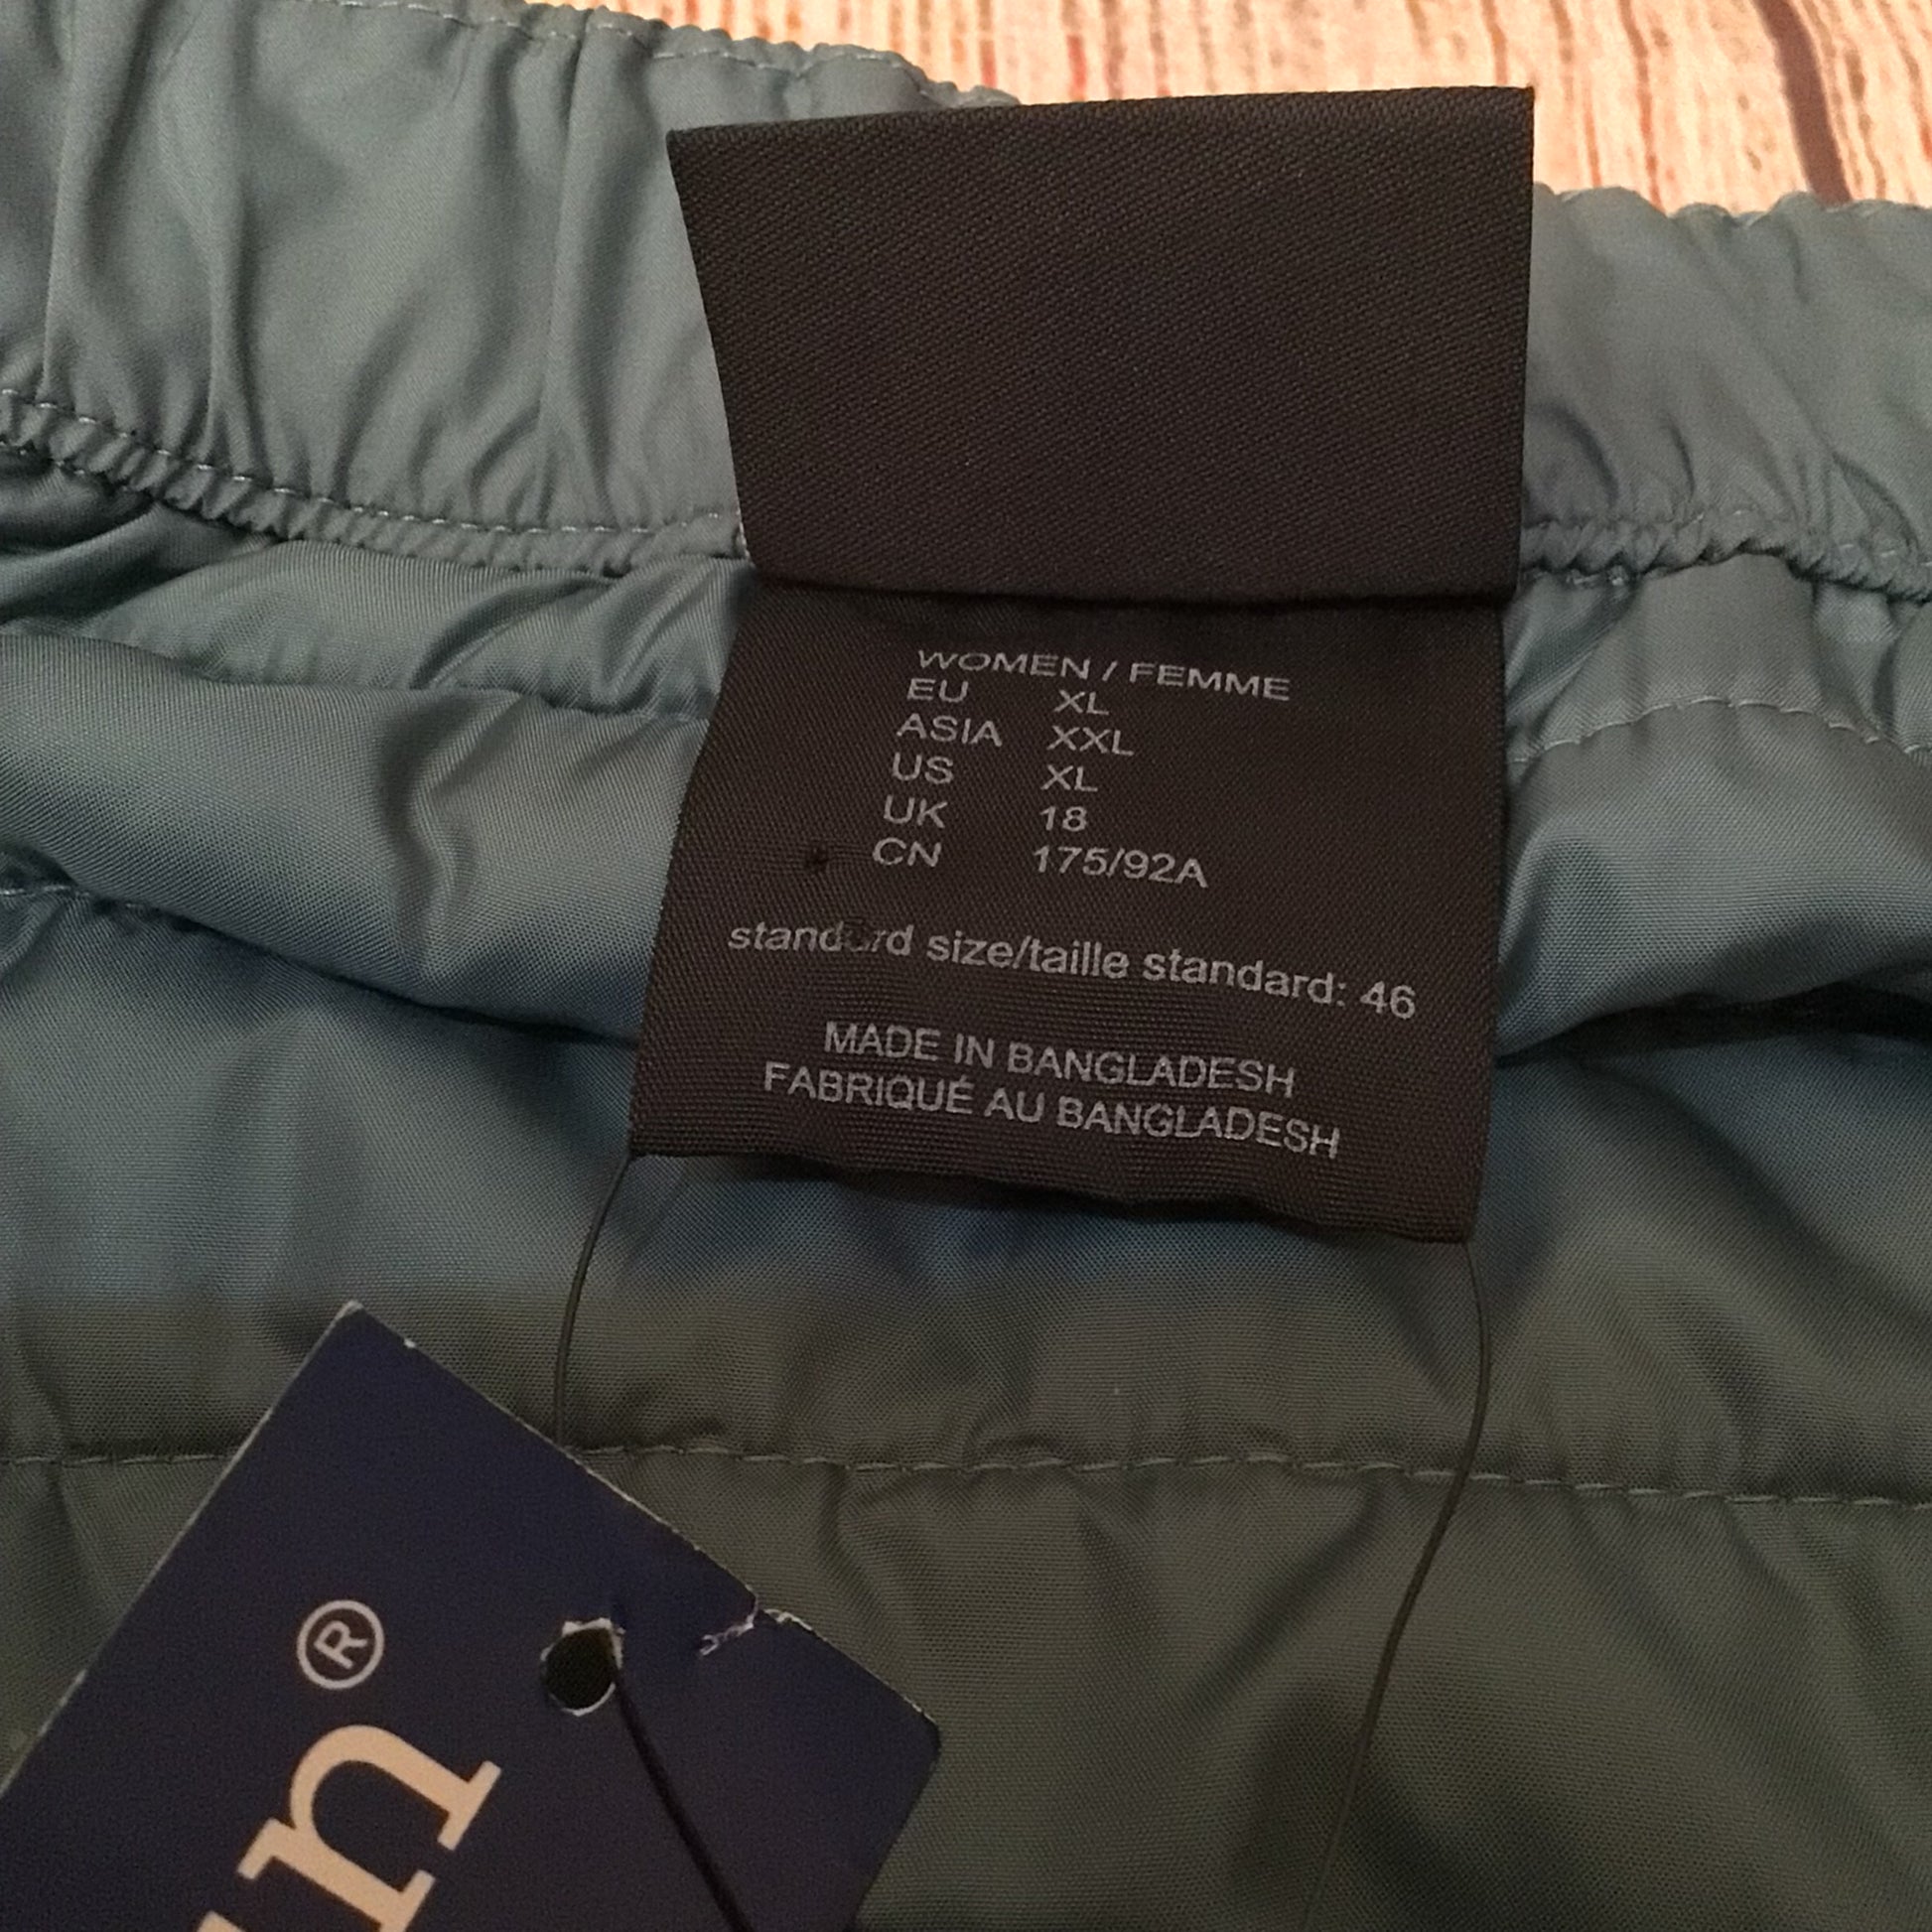 WOMEN / FEMME
EU XL
ASIA XXL
US XL
UK 18
CN 175/92A
standard size/taille standard: 46
MADE IN BANGLADESH
FABRIQUÉ AU BANGLADESH
®